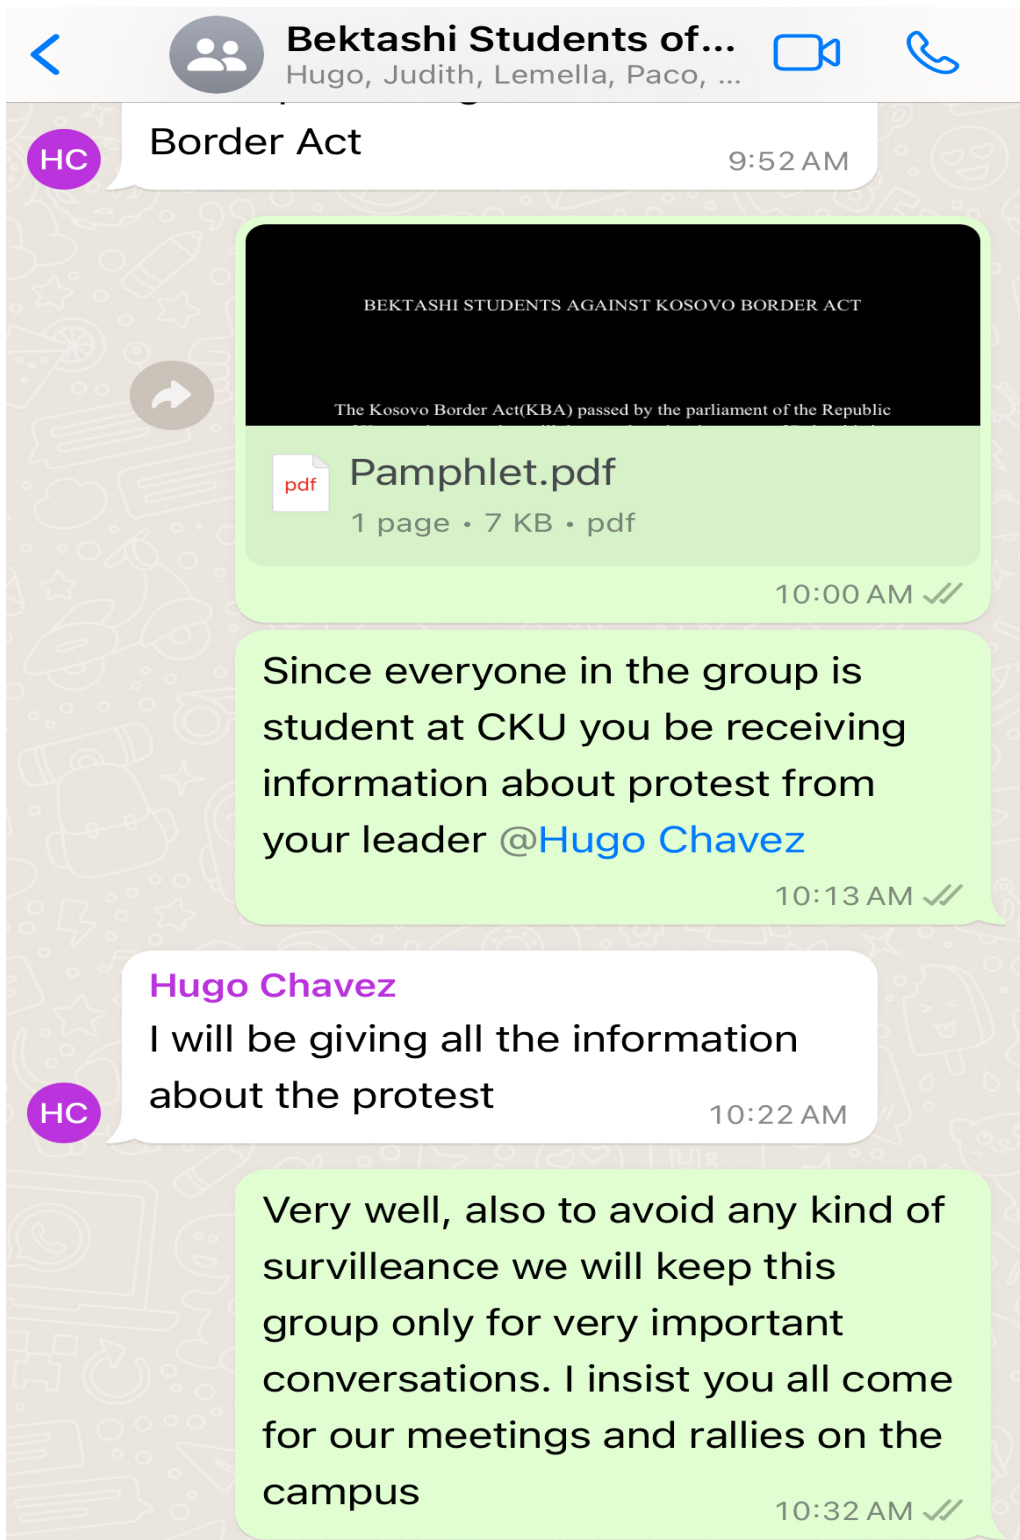 Bektashi Students of...
Hugo, Judith, Lemella, Paco, ...
Border Act
9:52 AM
HC
BEKTASHI STUDENTS AGAINST KOSOVO BORDER ACT
The Kosovo Border Act(KBA) passed by the parliament of the Republic
pdf
Pamphlet.pdf
1 page • 7 KB • pdf
10:00 AM
Since everyone in the group is
student at CKU you be receiving
information about protest from
your leader @Hugo Chavez
10:13 AM
Hugo Chavez
I will be giving all the information
about the protest
10:22 AM
HC
Very well, also to avoid any kind of
survilleance we will keep this
group only for very important
conversations. I insist you all come
for our meetings and rallies on the
campus
10:32 AM